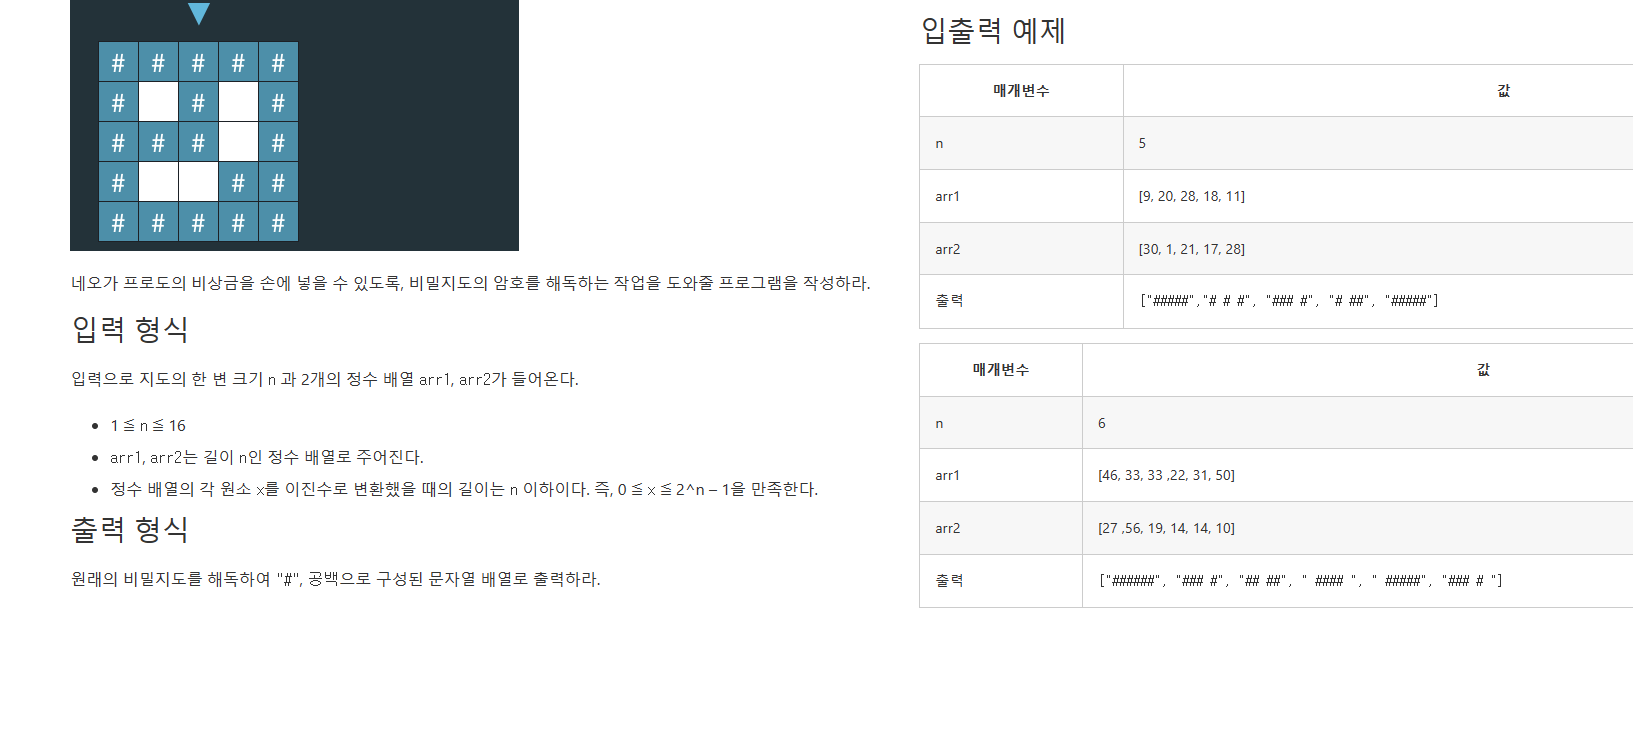 # # # # #
# # #
# # # #
# # #
# # # # #
네오가 프로도의 비상금을 손에 넣을 수 있도록, 비밀지도의 암호를 해독하는 작업을 도와줄 프로그램을 작성하라.
입력 형식
입력으로 지도의 한 변 크기 n 과 2개의 정수 배열 arr1, arr2가 들어온다.
• 1 ≦ n ≦ 16
• arr1, arr2는 길이 n인 정수 배열로 주어진다.
• 정수 배열의 각 원소 x를 이진수로 변환했을 때의 길이는 n 이하이다. 즉, 0 ≦ x ≦ 2^n – 1을 만족한다.
출력 형식
원래의 비밀지도를 해독하여 "#", 공백으로 구성된 문자열 배열로 출력하라.
입출력 예제
매개변수 값
n 5
arr1 [9, 20, 28, 18, 11]
arr2 [30, 1, 21, 17, 28]
출력 ["#####","# # #", "### #", "# ##", "#####"]
매개변수 값
n 6
arr1 [46, 33, 33 ,22, 31, 50]
arr2 [27 ,56, 19, 14, 14, 10]
출력 ["######", "### #", "## ##", " #### ", " #####", "### # "]